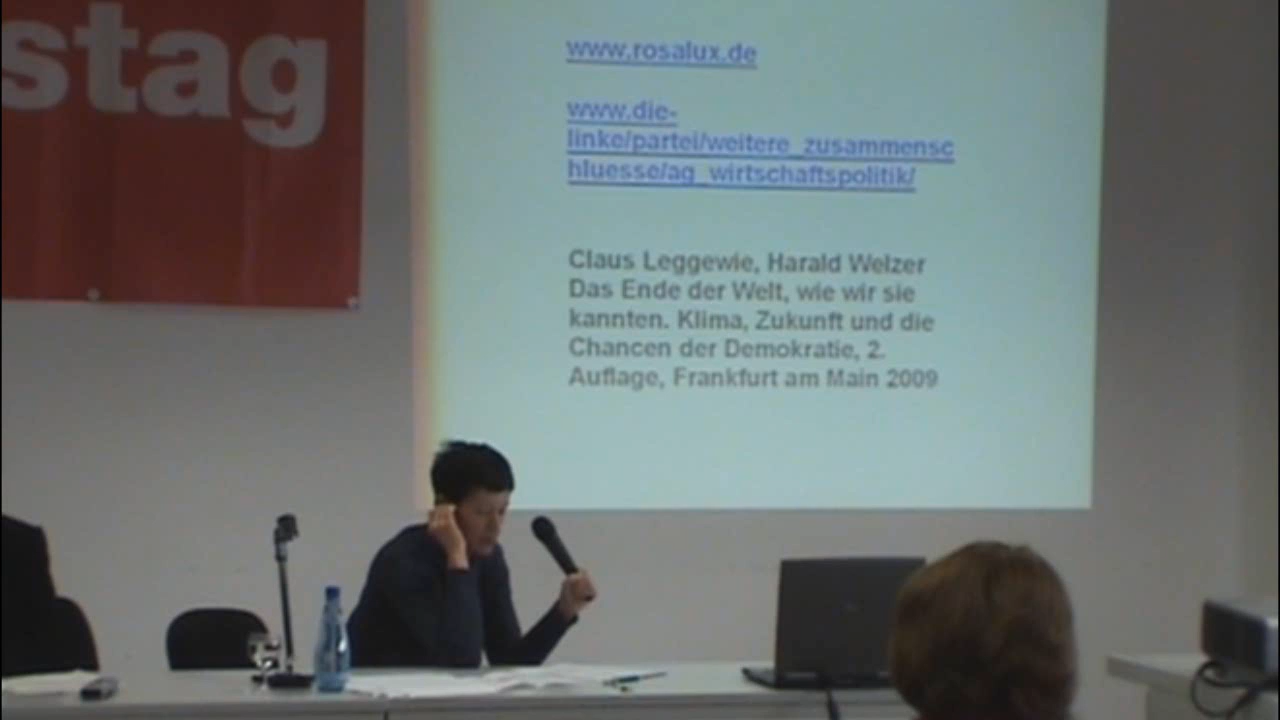 stag
www.rosalux.de
www.die-
linke/partei/weitere_zusammensc
hluesse/ag_wirtschaftspolitik/
Claus Leggewie, Harald Welzer
Das Ende der Welt, wie wir sie
kannten. Klima, Zukunft und die
Chancen der Demokratie, 2.
Auflage, Frankfurt am Main 2009